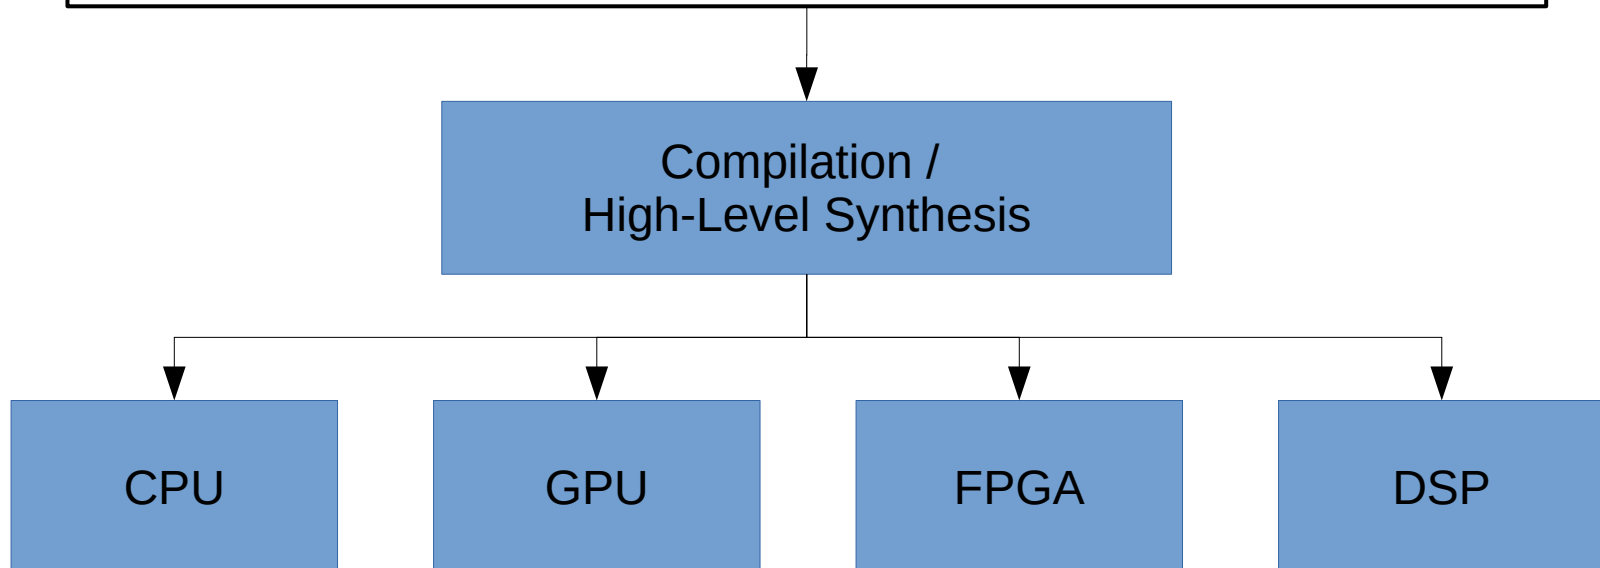 Compilation /
High-Level Synthesis
CPU
GPU
FPGA
DSP